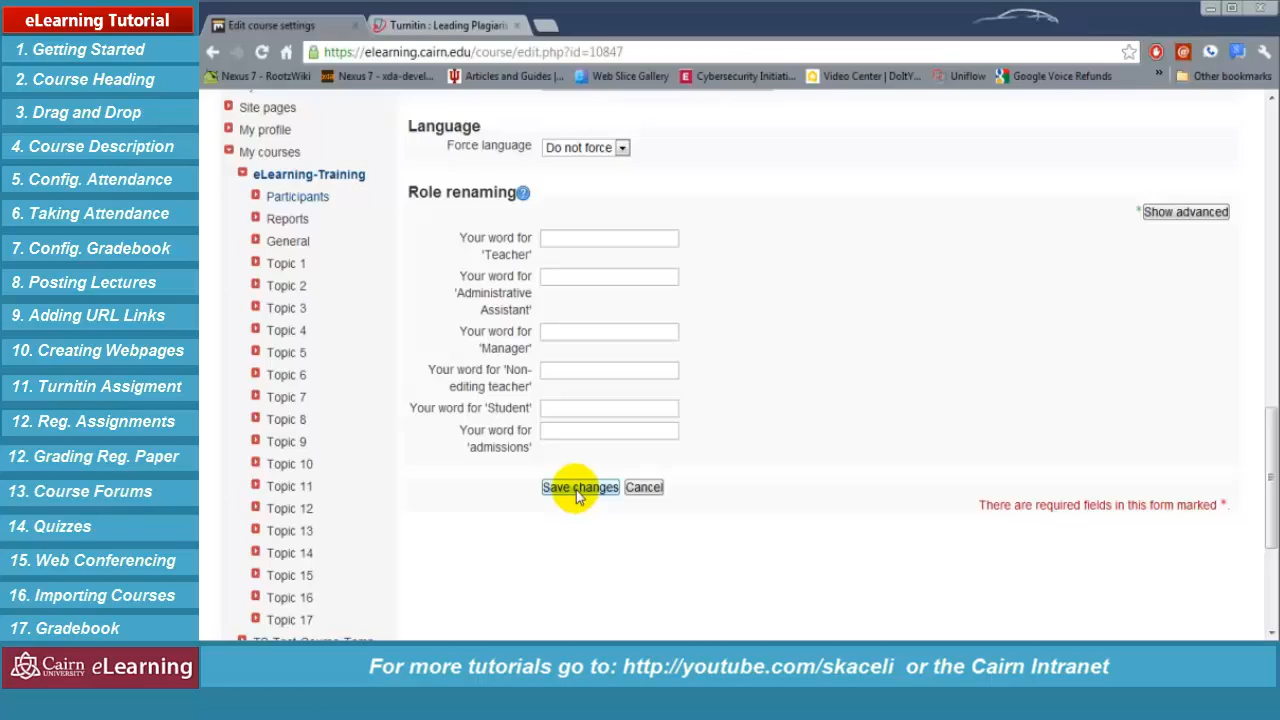 eLearning Tutorial
1. Getting Started
2. Course Heading
3. Drag and Drop
4. Course Description
5. Config. Attendance
6. Taking Attendance
7. Config. Gradebook
8. Posting Lectures
9. Adding URL Links
10. Creating Webpages
11. Turnitin Assigment
12. Reg. Assignments
12. Grading Reg. Paper
13. Course Forums
14. Quizzes
15. Web Conferencing
16. Importing Courses
17. Gradebook
Cairn eLearning
UNIVERSITY
Edit course settings
Turnitin : Leading Plagiaris
https://elearning.cairn.edu/course/edit.php?id=10847
Nexus 7 - RootzWiki
Nexus 7 - xda-devel...
Articles and Guides |...
Web Slice Gallery
Cybersecurity Initiati...
Video Center | DoItY...
Uniflow
Google Voice Refunds
»
Other bookmarks
Site pages
My profile
My courses
eLearning-Training
Participants
Reports
General
Topic 1
Topic 2
Topic 3
Topic 4
Topic 5
Topic 6
Topic 7
Topic 8
Topic 9
Topic 10
Topic 11
Topic 12
Topic 13
Topic 14
Topic 15
Topic 16
Topic 17
Language
Force language
Do not force
Role renaming
* Show advanced
Your word for
'Teacher'
Your word for
'Administrative
Assistant'
Your word for
'Manager'
Your word for 'Non-
editing teacher'
Your word for 'Student'
Your word for
'admissions'
Save changes
Cancel
There are required fields in this form marked *.
For more tutorials go to: http://youtube.com/skaceli or the Cairn Intranet